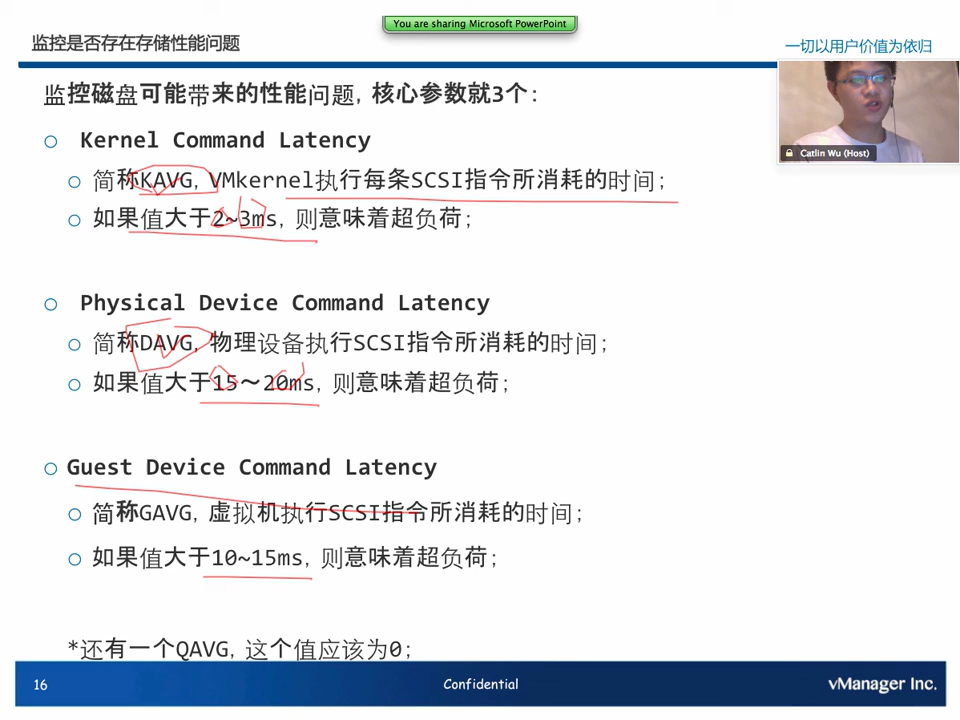 You are sharing Microsoft PowerPoint
监控是否存在存储性能问题
一切以用户价值为依归
监控磁盘可能带来的性能问题, 核心参数就3个:
Catlin Wu (Host)
Kernel Command Latency
简称KAVG, VMkernel执行每条SCSI指令所消耗的时间;
如果值大于2~3ms, 则意味着超负荷;
Physical Device Command Latency
简称DAVG, 物理设备执行SCSI指令所消耗的时间;
如果值大于15～20ms, 则意味着超负荷;
Guest Device Command Latency
简称GAVG, 虚拟机执行SCSI指令所消耗的时间;
如果值大于10~15ms, 则意味着超负荷;
*还有一个QAVG, 这个值应该为0;
16
Confidential
vManager Inc.